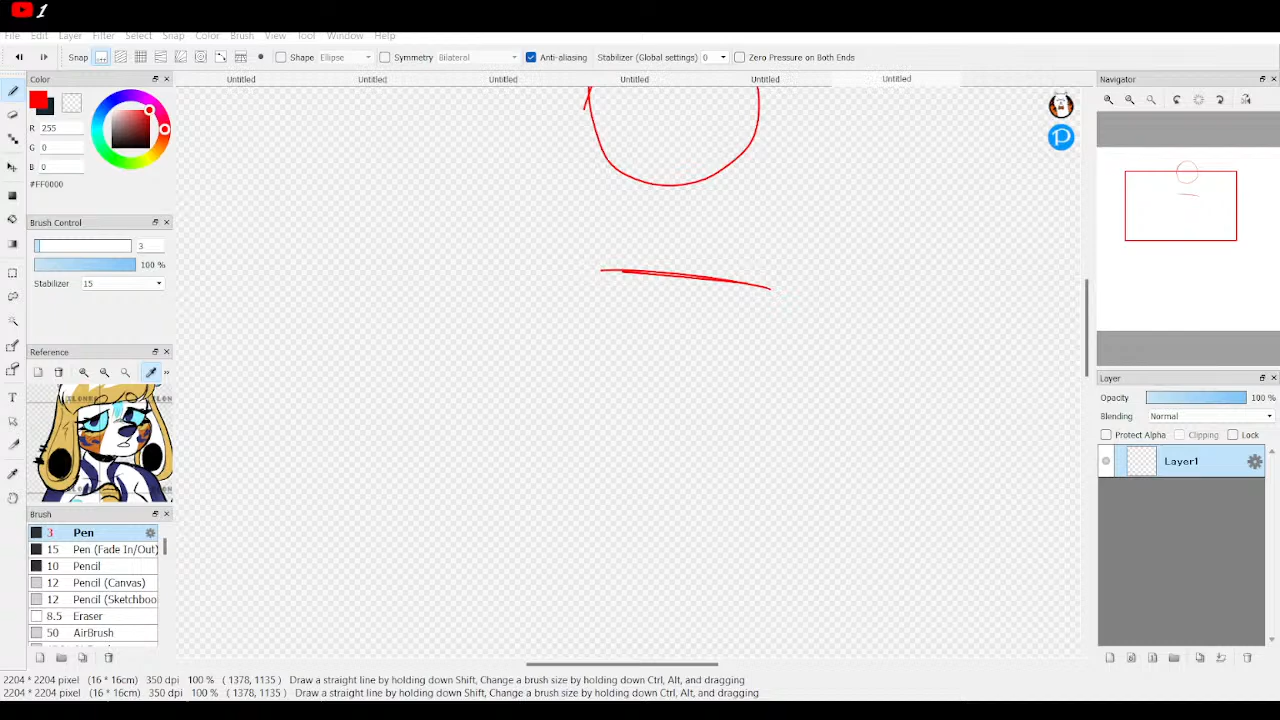 1
File Edit Layer Filter Select Snap Color Brush View Tool Window Help
Snap Shape Ellipse Symmetry Bilateral Anti-aliasing Stabilizer (Global settings) 0 Zero Pressure on Both Ends
Color Untitled Untitled Untitled Untitled Untitled Untitled Navigator
R 255
G 0
B 0
#FF0000
Brush Control
3
100 %
Stabilizer 15
Reference
Layer
Opacity 100 %
Blending Normal
Protect Alpha Clipping Lock
Layer1
Brush
3 Pen
15 Pen (Fade In/Out)
10 Pencil
12 Pencil (Canvas)
12 Pencil (Sketchboo
8.5 Eraser
50 AirBrush
2204 * 2204 pixel (16 * 16cm) 350 dpi 100 % ( 1378, 1135) Draw a straight line by holding down Shift, Change a brush size by holding down Ctrl, Alt, and dragging
2204 * 2204 pixel (16 * 16cm) 350 dpi 100 % ( 1378, 1135) Draw a straight line by holding down Shift, Change a brush size by holding down Ctrl, Alt, and dragging